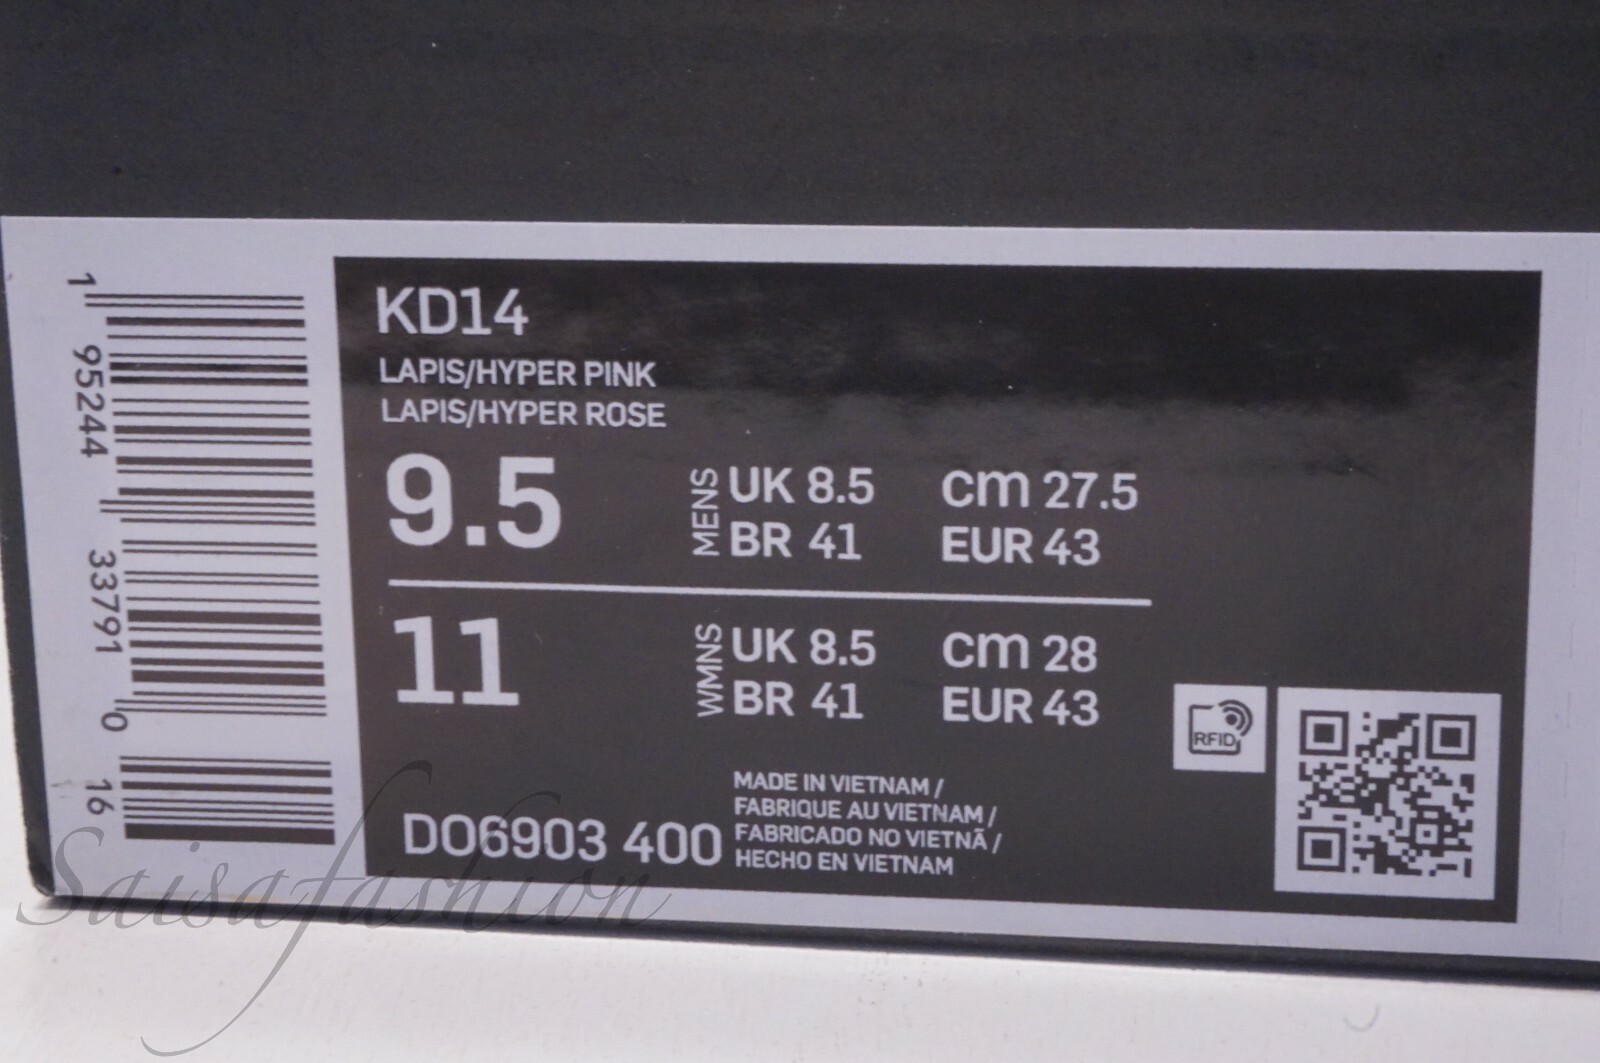 1 95244 33791 0 16
KD14
LAPIS/HYPER PINK
LAPIS/HYPER ROSE
9.5
MENS
UK 8.5 cm 27.5
BR 41 EUR 43
11
WMNS
UK 8.5 cm 28
BR 41 EUR 43
RFID
DO6903 400
MADE IN VIETNAM /
FABRIQUE AU VIETNAM /
FABRICADO NO VIETNÃ /
HECHO EN VIETNAM
Saisafashion